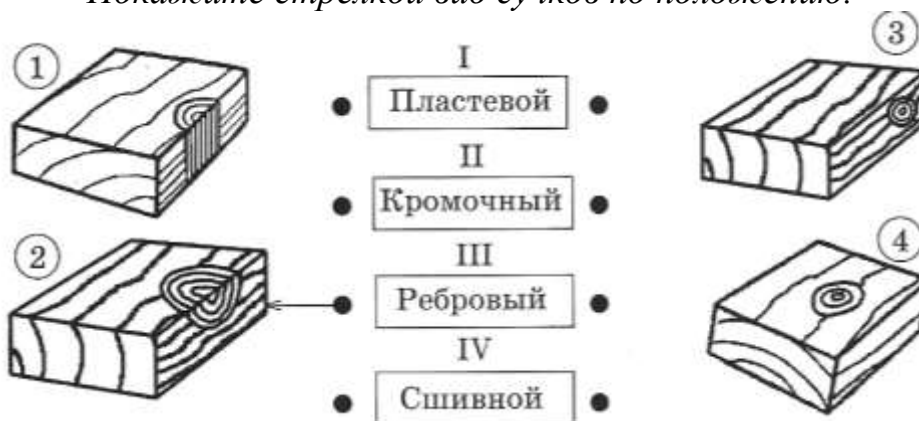 Покажите стрелкой вид сучков по положению.
1
I
3
Пластевой
II
Кромочный
2
III
4
Ребровый
IV
Сшивной